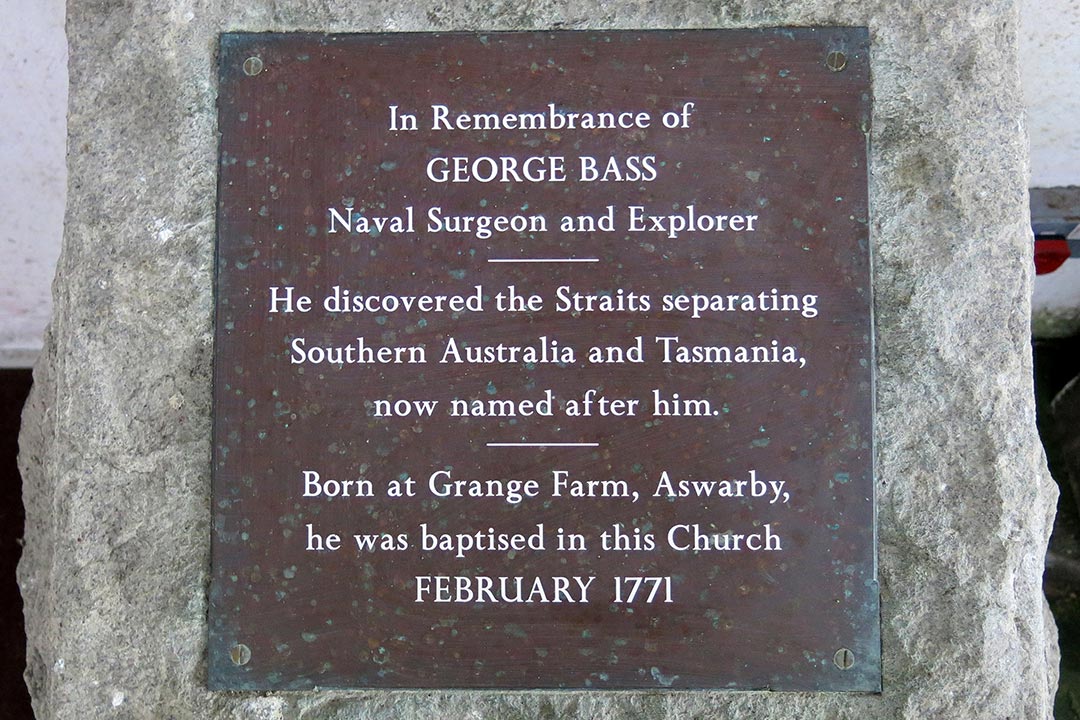 In Remembrance of
GEORGE BASS
Naval Surgeon and Explorer
He discovered the Straits separating
Southern Australia and Tasmania,
now named after him.
Born at Grange Farm, Aswarby,
he was baptised in this Church
FEBRUARY 1771